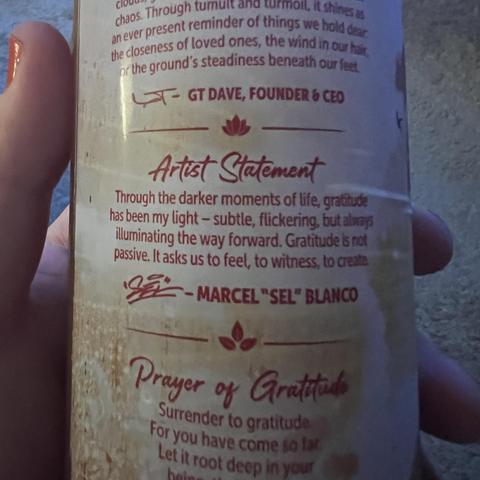 chaos. Through tumult and turmoil, it shines as
an ever present reminder of things we hold dear:
the closeness of loved ones, the wind in our hair,
or the ground's steadiness beneath our feet.
GT DAVE, FOUNDER & CEO
Artist Statement
Through the darker moments of life, gratitude
has been my light – subtle, flickering, but always
illuminating the way forward. Gratitude is not
passive. It asks us to feel, to witness, to create.
"SEL" – MARCEL "SEL" BLANCO
Prayer of Gratitude
Surrender to gratitude.
For you have come so far.
Let it root deep in your